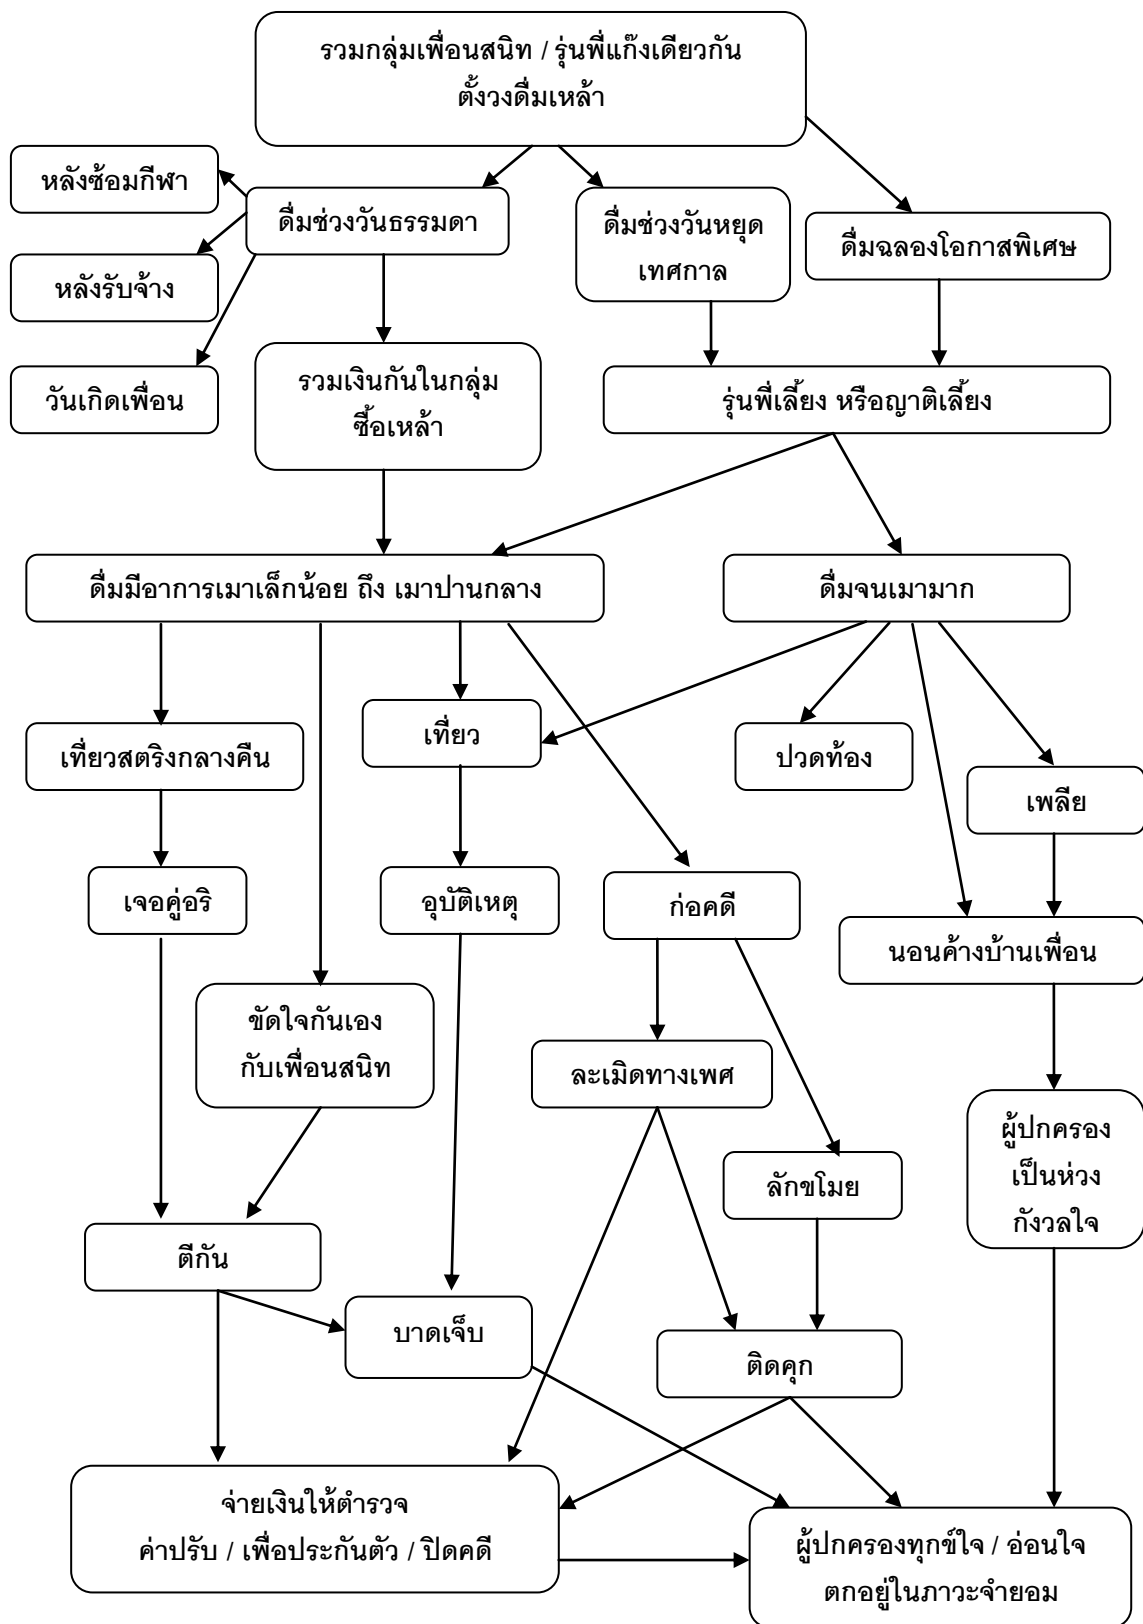 รวมกลุ่มเพื่อนสนิท / รุ่นพี่แก๊งเดียวกัน
ตั้งวงดื่มเหล้า
หลังซ้อมกีฬา
ดื่มช่วงวันธรรมดา
ดื่มช่วงวันหยุด
เทศกาล
ดื่มฉลองโอกาสพิเศษ
หลังรับจ้าง
วันเกิดเพื่อน
รวมเงินกันในกลุ่ม
ซื้อเหล้า
รุ่นพี่เลี้ยง หรือญาติเลี้ยง
ดื่มมีอาการเมาเล็กน้อย ถึง เมาปานกลาง
ดื่มจนเมามาก
เที่ยวสตริงกลางคืน
เที่ยว
ปวดท้อง
เพลีย
เจอคู่อริ
อุบัติเหตุ
ก่อคดี
นอนค้างบ้านเพื่อน
ขัดใจกันเอง
กับเพื่อนสนิท
ละเมิดทางเพศ
ผู้ปกครอง
เป็นห่วง
กังวลใจ
ลักขโมย
ตีกัน
บาดเจ็บ
ติดคุก
จ่ายเงินให้ตำรวจ
ค่าปรับ / เพื่อประกันตัว / ปิดคดี
ผู้ปกครองทุกข์ใจ / อ่อนใจ
ตกอยู่ในภาวะจำยอม